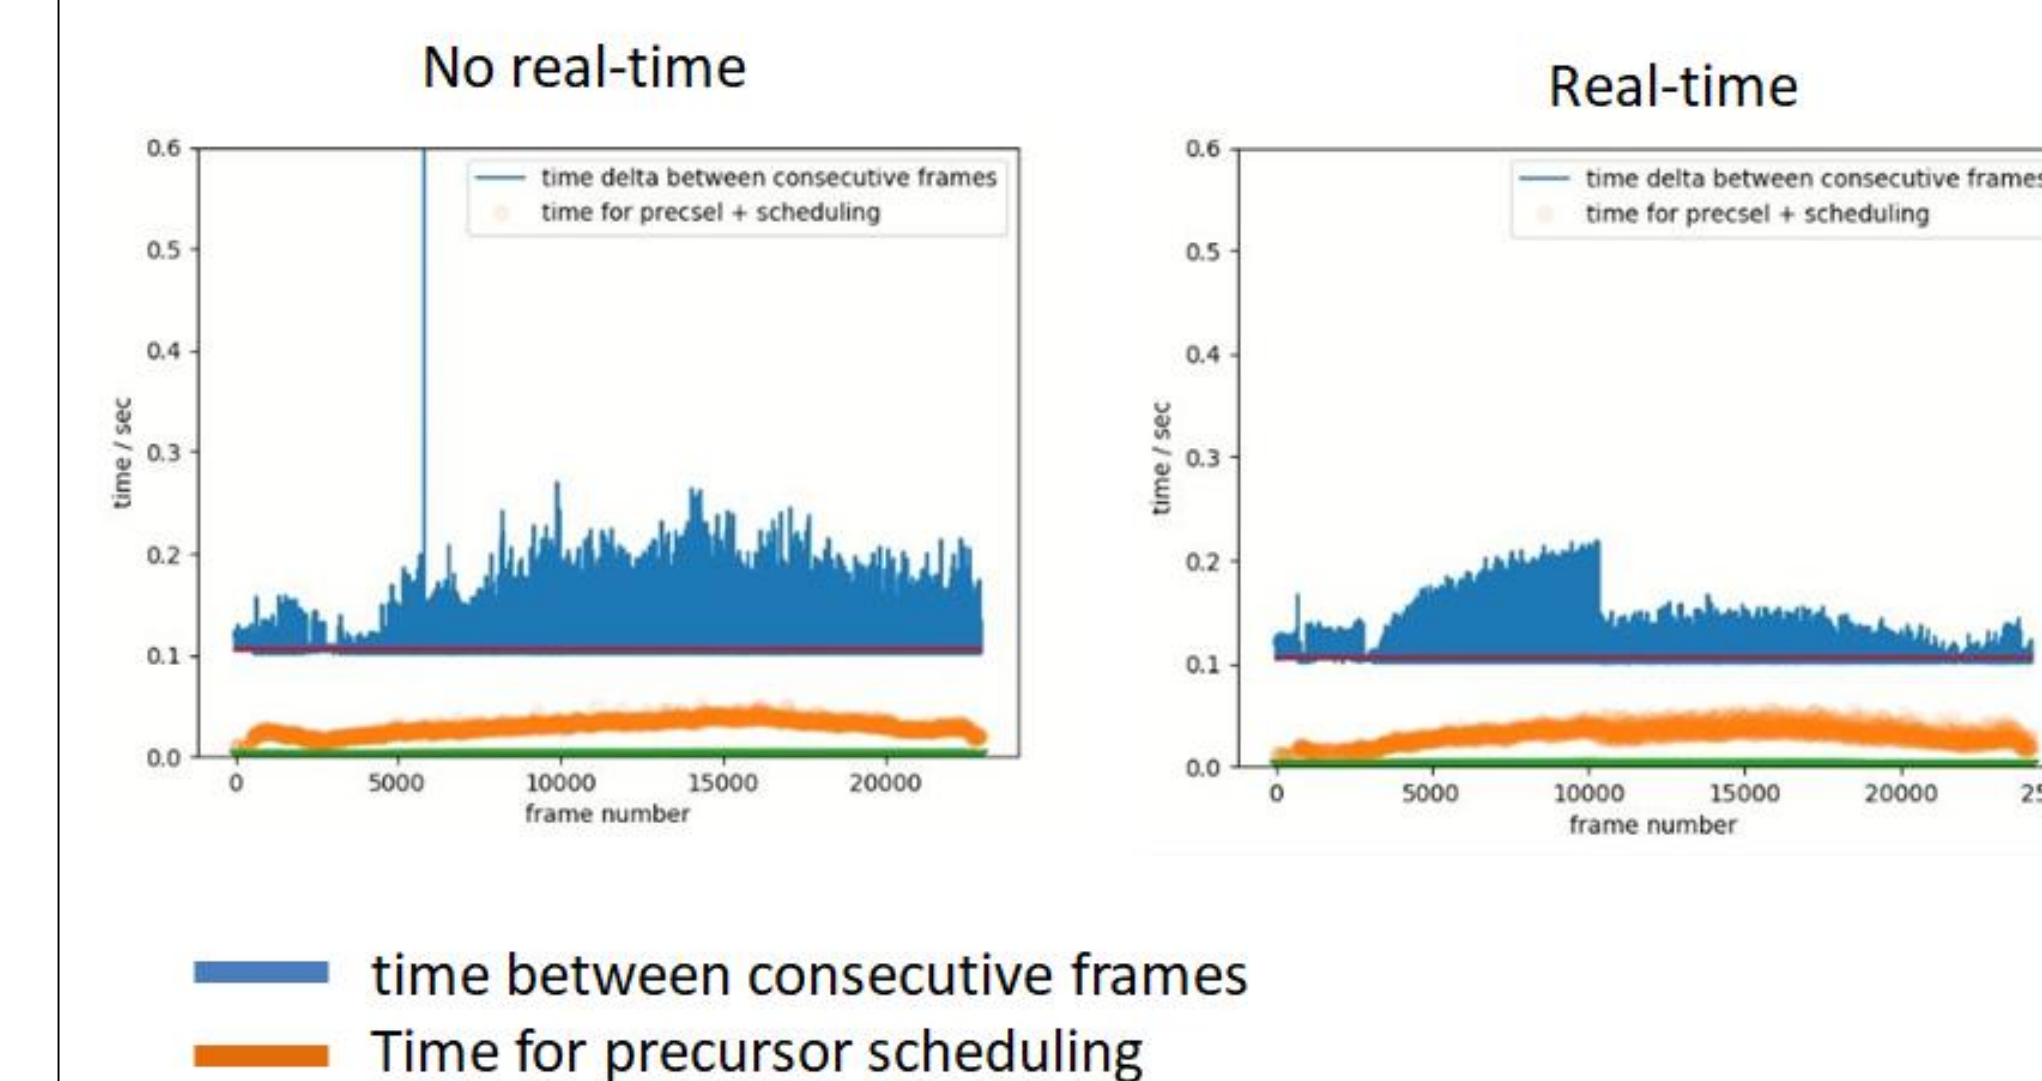 No real-time
0.6
0.5
0.4
0.3
0.2
0.1
0.0
time / sec
time delta between consecutive frames
time for precsel + scheduling
0 5000 10000 15000 20000
frame number
Real-time
0.6
0.5
0.4
0.3
0.2
0.1
0.0
time / sec
time delta between consecutive frames
time for precsel + scheduling
0 5000 10000 15000 20000 25
frame number
time between consecutive frames
Time for precursor scheduling